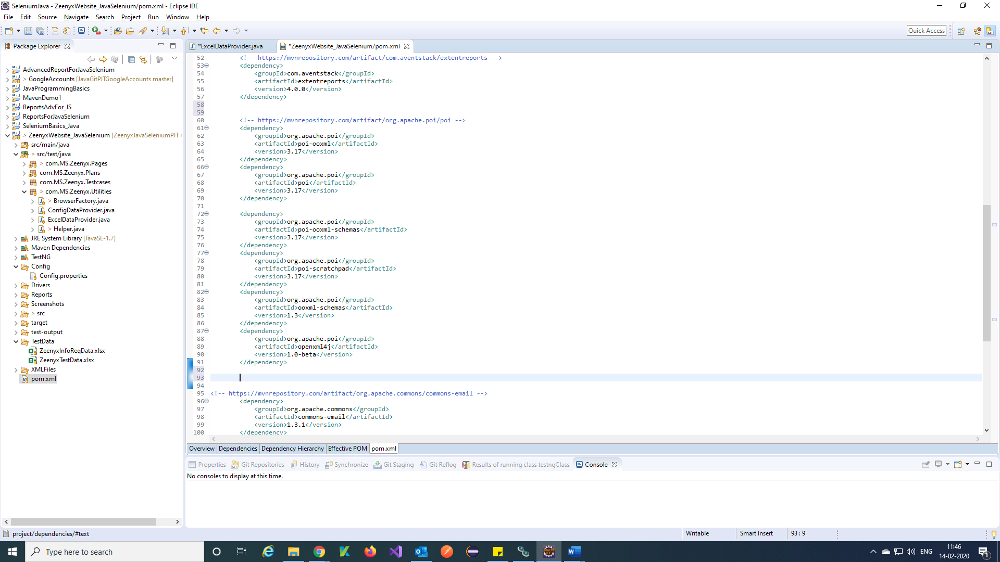 SeleniumJava - ZeenyxWebsite_JavaSelenium/pom.xml - Eclipse IDE
File Edit Source Navigate Search Project Run Window Help
Quick Access
Package Explorer
AdvancedReportForJavaSelenium
> GoogleAccounts [JavaGitPJTGoogleAccounts master]
JavaProgrammingBasics
MavenDemo1
ReportsAdvFor_JS
ReportsForJavaSelenium
SeleniumBasics_Java
> ZeenyxWebsite_JavaSelenium [ZeenyxJavaSeleniumPJT r
src/main/java
> src/test/java
> com.MS.Zeenyx.Pages
com.MS.Zeenyx.Plans
com.MS.Zeenyx.Testcases
> com.MS.Zeenyx.Utilities
> BrowserFactory.java
ConfigDataProvider.java
ExcelDataProvider.java
> Helper.java
JRE System Library [JavaSE-1.7]
Maven Dependencies
TestNG
Config
Config.properties
Drivers
Reports
Screenshots
> src
target
test-output
TestData
ZeenyxInfoReqData.xlsx
ZeenyxTestData.xlsx
XMLFiles
pom.xml
*ExcelDataProvider.java
*ZeenyxWebsite_JavaSelenium/pom.xml
52 <!-- https://mvnrepository.com/artifact/com.aventstack/extentreports -->
53 <dependency>
54 <groupId>com.aventstack</groupId>
55 <artifactId>extentreports</artifactId>
56 <version>4.0.0</version>
57 </dependency>
58
59
60 <!-- https://mvnrepository.com/artifact/org.apache.poi/poi -->
61 <dependency>
62 <groupId>org.apache.poi</groupId>
63 <artifactId>poi-ooxml</artifactId>
64 <version>3.17</version>
65 </dependency>
66 <dependency>
67 <groupId>org.apache.poi</groupId>
68 <artifactId>poi</artifactId>
69 <version>3.17</version>
70 </dependency>
71
72 <dependency>
73 <groupId>org.apache.poi</groupId>
74 <artifactId>poi-ooxml-schemas</artifactId>
75 <version>3.17</version>
76 </dependency>
77 <dependency>
78 <groupId>org.apache.poi</groupId>
79 <artifactId>poi-scratchpad</artifactId>
80 <version>3.17</version>
81 </dependency>
82 <dependency>
83 <groupId>org.apache.poi</groupId>
84 <artifactId>ooxml-schemas</artifactId>
85 <version>1.3</version>
86 </dependency>
87 <dependency>
88 <groupId>org.apache.poi</groupId>
89 <artifactId>openxml4j</artifactId>
90 <version>1.0-beta</version>
91 </dependency>
92
93
94
95 <!-- https://mvnrepository.com/artifact/org.apache.commons/commons-email -->
96 <dependency>
97 <groupId>org.apache.commons</groupId>
98 <artifactId>commons-email</artifactId>
99 <version>1.3.1</version>
100 </dependency>
Overview Dependencies Dependency Hierarchy Effective POM pom.xml
Properties Git Repositories History Synchronize Git Staging Git Reflog Results of running class testngClass Console
No consoles to display at this time.
project/dependencies/#text
Writable Smart Insert 93 : 9
Type here to search
ENG
11:46
14-02-2020
1